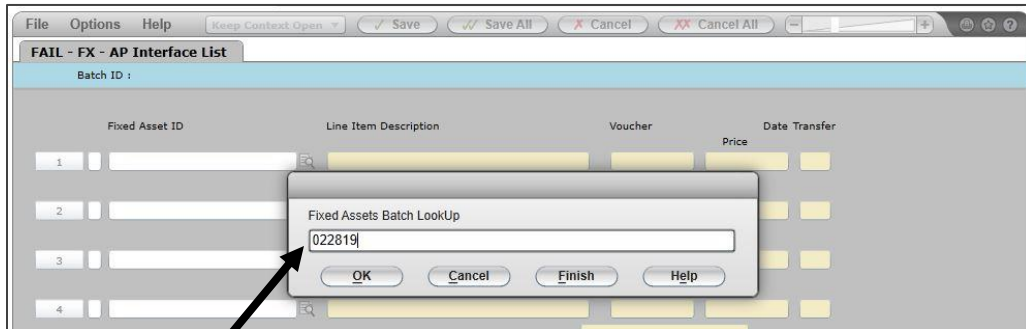 File Options Help Keep Context Open Save Save All Cancel Cancel All
FAIL - FX - AP Interface List
Batch ID :
Fixed Asset ID Line Item Description Voucher Date Transfer
Price
1
2
Fixed Assets Batch LookUp
022819
3
OK Cancel Finish Help
4